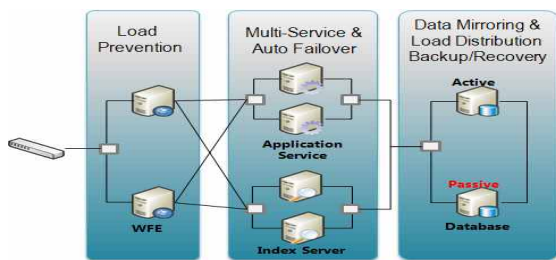 Load
Prevention
WFE
Multi-Service &
Auto Failover
Application
Service
Index Server
Data Mirroring &
Load Distribution
Backup/Recovery
Active
Passive
Database